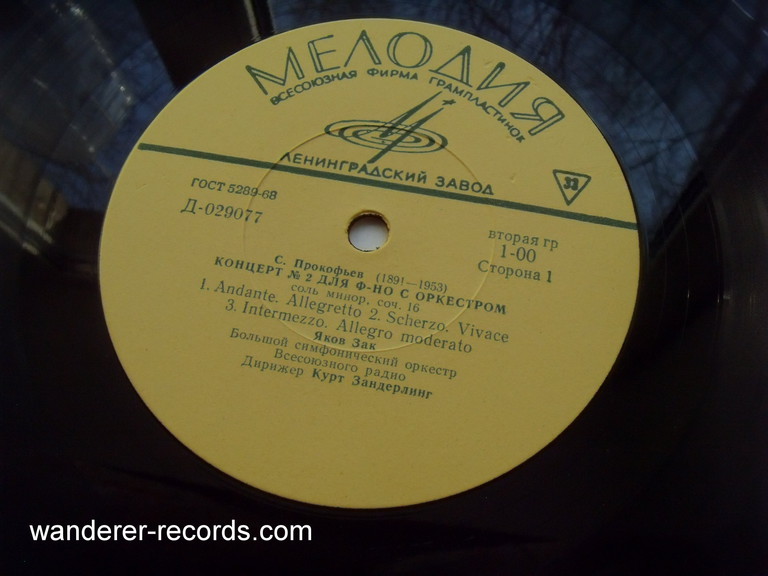 МЕЛОДИЯ
ВСЕСОЮЗНАЯ ФИРМА ГРАМПЛАСТИНОК
ЛЕНИНГРАДСКИЙ ЗАВОД
33
ГОСТ 5289-68
Д-029077
вторая гр
1-00
Сторона 1
С. Прокофьев (1891—1953)
КОНЦЕРТ № 2 ДЛЯ Ф-НО С ОРКЕСТРОМ
соль минор, соч. 16
1. Andante. Allegretto 2. Scherzo. Vivace
3. Intermezzo. Allegro moderato
Яков Зак
Большой симфонический оркестр
Всесоюзного радио
Дирижер Курт Зандерлинг
wanderer-records.com